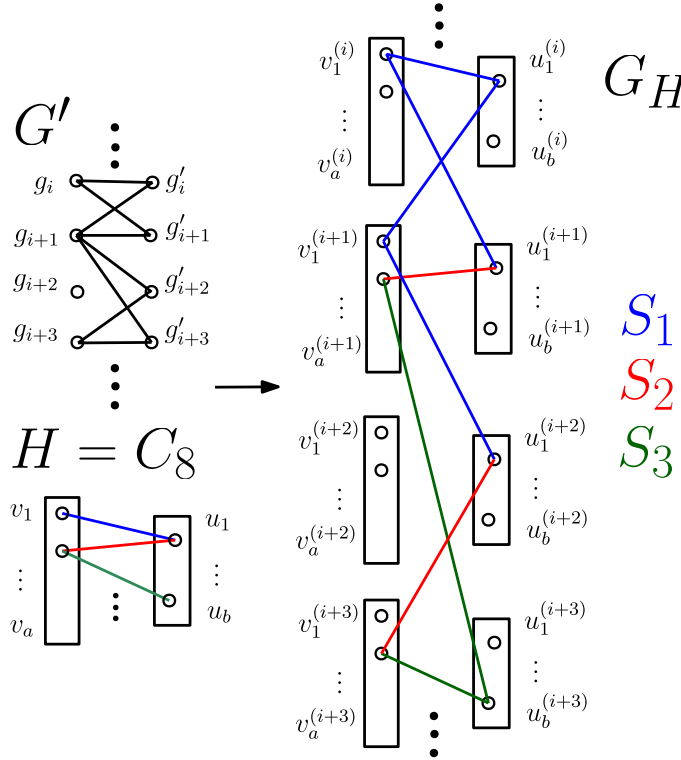 G′
g_i g′_i
g_{i+1} g′_{i+1}
g_{i+2} g′_{i+2}
g_{i+3} g′_{i+3}
H = C_8
v_1 u_1
⋮ ⋮
v_a u_b
G_H
v_1^{(i)} u_1^{(i)}
⋮ ⋮
v_a^{(i)} u_b^{(i)}
v_1^{(i+1)} u_1^{(i+1)}
⋮ ⋮
v_a^{(i+1)} u_b^{(i+1)}
v_1^{(i+2)} u_1^{(i+2)}
⋮ ⋮
v_a^{(i+2)} u_b^{(i+2)}
v_1^{(i+3)} u_1^{(i+3)}
⋮ ⋮
v_a^{(i+3)} u_b^{(i+3)}
S_1
S_2
S_3